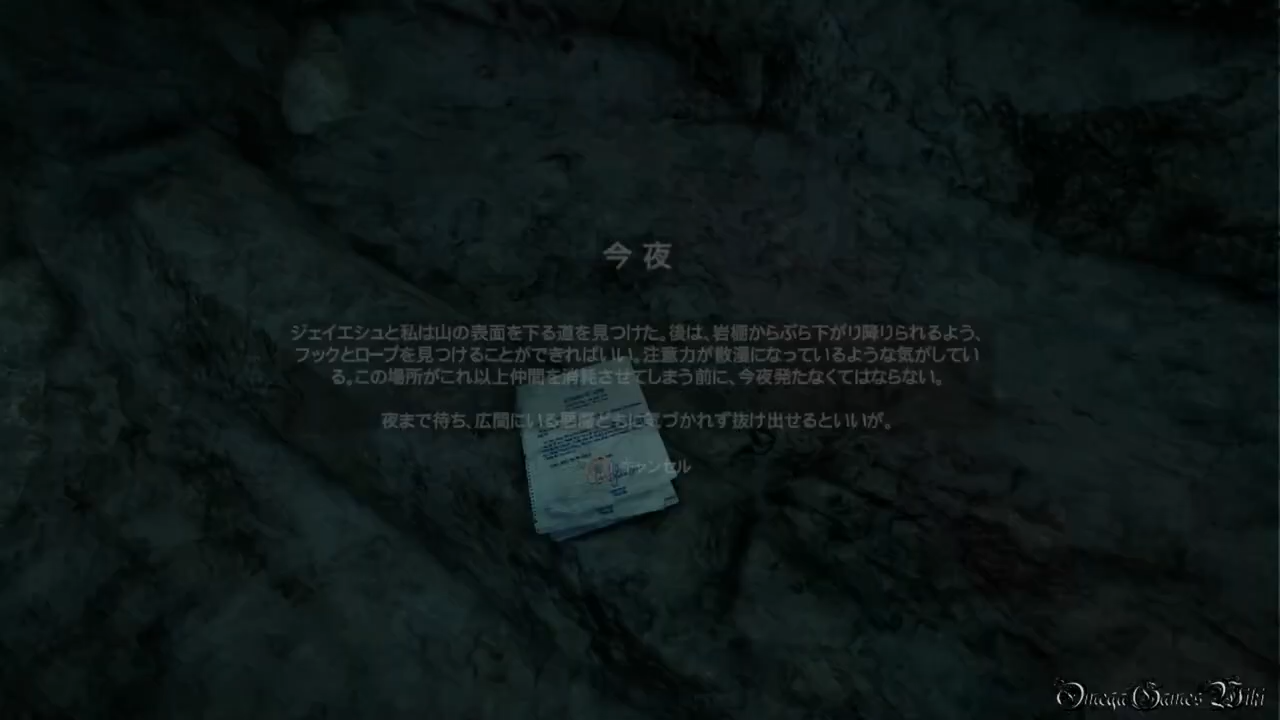 今夜
ジェイエシュと私は山の表面を下る道を見つけた。後は、岩棚からぶら下がり降りられるよう、
フックとロープを見つけることができればいい。注意力が散漫になっているような気がしてい
る。この場所がこれ以上仲間を消耗させてしまう前に、今夜発たなくてはならない。
夜まで待ち、広間にいる悪魔どもに気づかれず抜け出せるといいが。
キャンセル
Omega Games Wiki